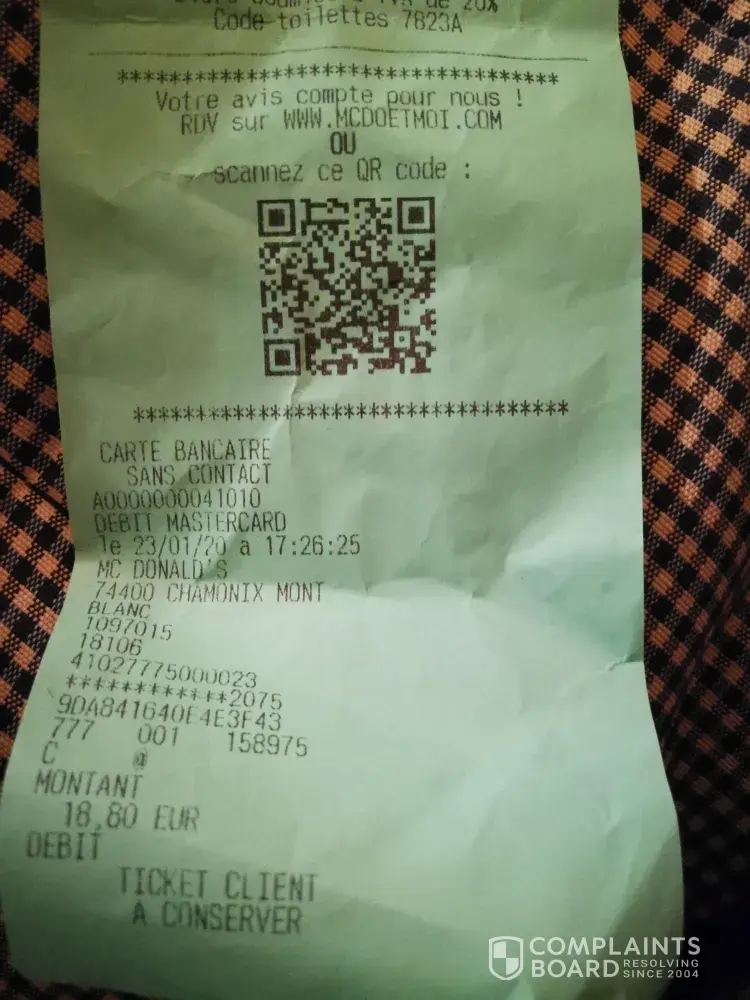 de 20%
Code toilettes 7823A
************************************
Votre avis compte pour nous !
RDV sur WWW.MCDOETMOI.COM
OU
scannez ce QR code :
************************************
CARTE BANCAIRE
SANS CONTACT
A0000000041010
DEBIT MASTERCARD
le 23/01/20 a 17:26:25
MC DONALD'S
74400 CHAMONIX MONT
BLANC
1097015
18106
41027775000023
************2075
9DA841640E4E3F43
777 001 158975
C @
MONTANT
18,80 EUR
DEBIT
TICKET CLIENT
A CONSERVER
COMPLAINTS
BOARD RESOLVING
SINCE 2004